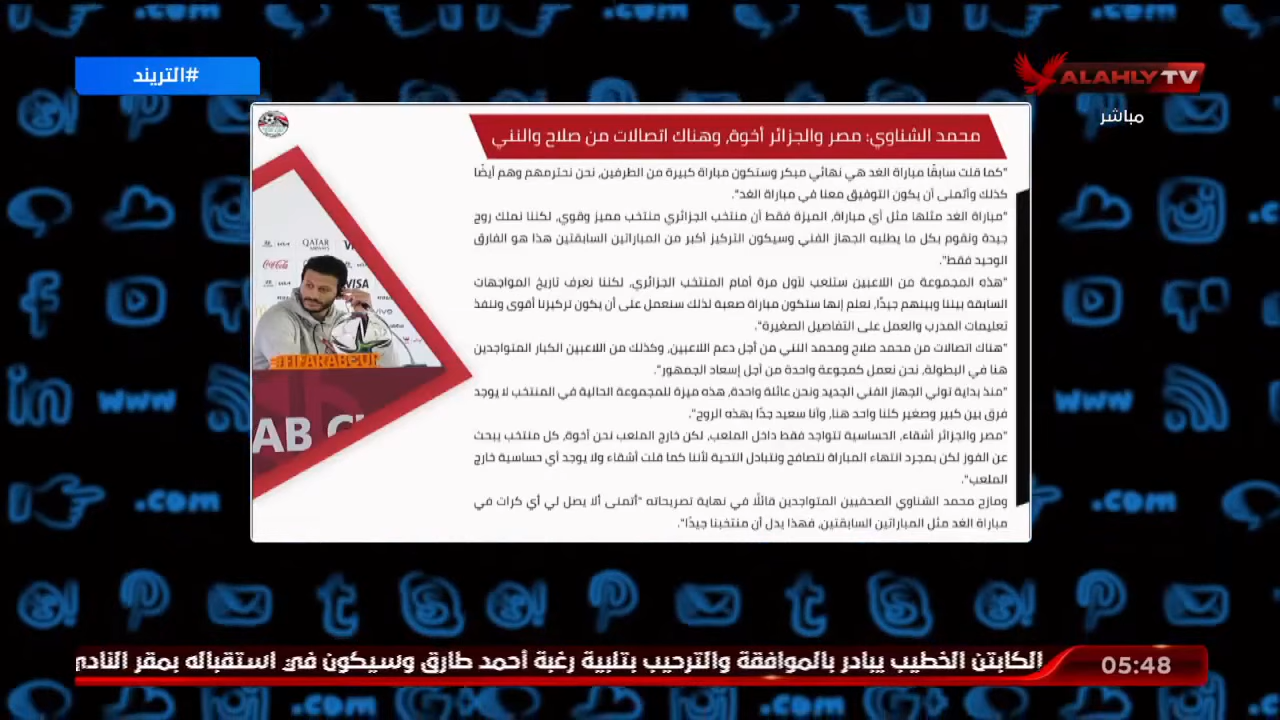 #التريند
ALAHLY TV
مباشر
محمد الشناوي: مصر والجزائر أخوة، وهناك اتصالات من صلاح والنني
"كما قلت سابقًا مباراة الغد هي نهائي مبكر وستكون مباراة كبيرة من الطرفين، نحن نحترمهم وهم أيضًا
كذلك وأتمنى أن يكون التوفيق معنا في مباراة الغد".
"مباراة الغد مثلها مثل أي مباراة، الميزة فقط أن منتخب الجزائري منتخب مميز وقوي، لكننا نملك روح
جيدة ونقوم بكل ما يطلبه الجهاز الفني وسيكون التركيز أكبر من المباراتين السابقتين هذا هو الفارق
الوحيد فقط".
"هذه المجموعة من اللاعبين ستلعب لأول مرة أمام المنتخب الجزائري، لكننا نعرف تاريخ المواجهات
السابقة بيننا وبينهم جيدًا، نعلم إنها ستكون مباراة صعبة لذلك سنعمل على أن يكون تركيزنا أقوى وننفذ
تعليمات المدرب والعمل على التفاصيل الصغيرة".
"هناك اتصالات من محمد صلاح ومحمد النني من أجل دعم اللاعبين، وكذلك من اللاعبين الكبار المتواجدين
هنا في البطولة، نحن نعمل كمجوعة واحدة من أجل إسعاد الجمهور".
"منذ بداية تولي الجهاز الفني الجديد ونحن عائلة واحدة، هذه ميزة للمجموعة الحالية في المنتخب لا يوجد
فرق بين كبير وصغير كلنا واحد هنا، وأنا سعيد جدًا بهذه الروح".
"مصر والجزائر أشقاء، الحساسية تتواجد فقط داخل الملعب، لكن خارج الملعب نحن أخوة، كل منتخب يبحث
عن الفوز لكن بمجرد انتهاء المباراة نتصافح ونتبادل التحية لأننا كما قلت أشقاء ولا يوجد أي حساسية خارج
الملعب".
ومازح محمد الشناوي الصحفيين المتواجدين قائلًا في نهاية تصريحاته "أتمنى ألا يصل لي أي كرات في
مباراة الغد مثل المباراتين السابقتين، فهذا يدل أن منتخبنا جيدًا".
QATAR
AIRWAYS
Coca-Cola
VISA
vivo
AB C
الكابتن الخطيب يبادر بالموافقة والترحيب بتلبية رغبة أحمد طارق وسيكون في استقباله بمقر النادي
05:48